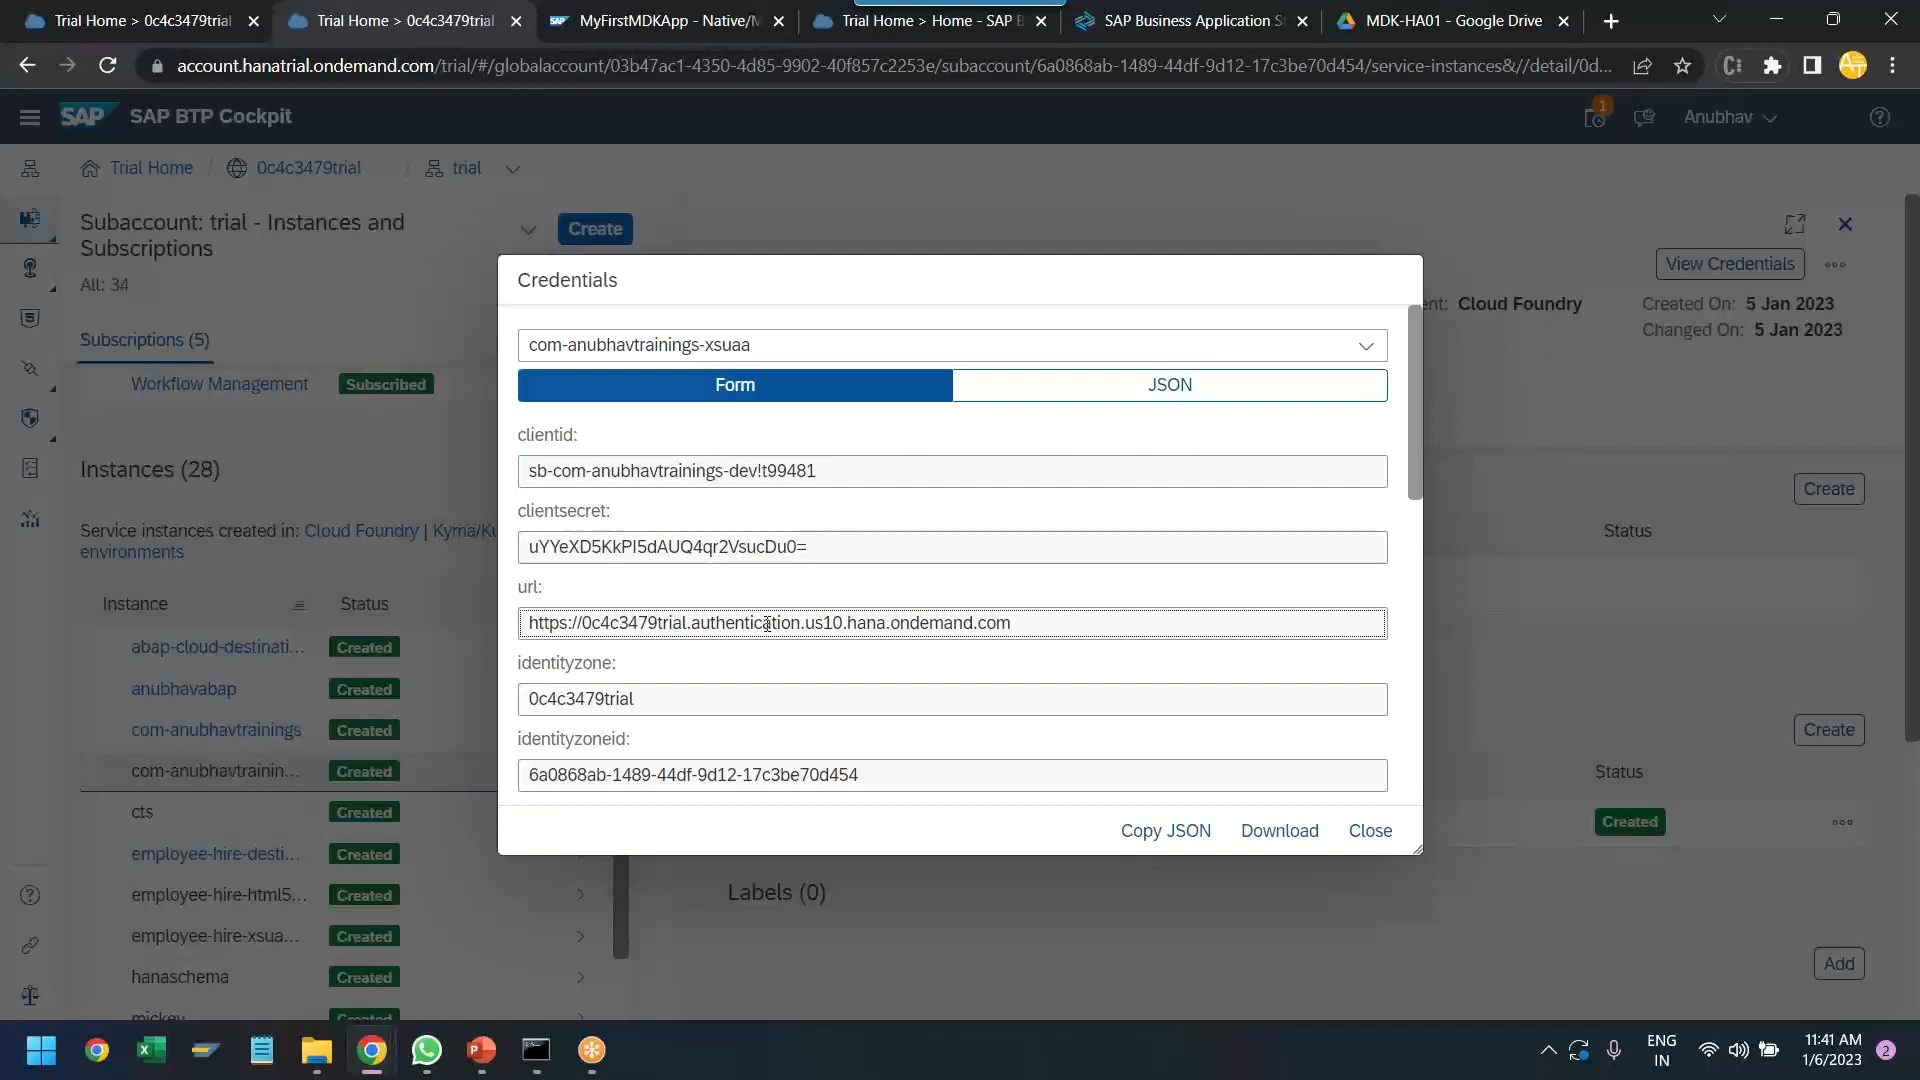 Trial Home > 0c4c3479trial
Trial Home > 0c4c3479trial
MyFirstMDKApp - Native/M
Trial Home > Home - SAP B
SAP Business Application S
MDK-HA01 - Google Drive
account.hanatrial.ondemand.com/trial/#/globalaccount/03b47ac1-4350-4d85-9902-40f857c2253e/subaccount/6a0868ab-1489-44df-9d12-17c3be70d454/service-instances&//detail/0d...
SAP
SAP BTP Cockpit
1
Anubhav
Trial Home
0c4c3479trial
trial
Subaccount: trial - Instances and
Subscriptions
Create
All: 34
Subscriptions (5)
Workflow Management
Subscribed
Instances (28)
Service instances created in: Cloud Foundry | Kyma/Ku
environments
Instance
Status
abap-cloud-destinati...
Created
anubhavabap
Created
com-anubhavtrainings
Created
com-anubhavtrainin...
Created
cts
Created
employee-hire-desti...
Created
employee-hire-html5...
Created
employee-hire-xsua...
Created
hanaschema
Created
mickey
Created
View Credentials
ent: Cloud Foundry
Created On: 5 Jan 2023
Changed On: 5 Jan 2023
Create
Status
Create
Status
Created
Labels (0)
Add
Credentials
com-anubhavtrainings-xsuaa
Form
JSON
clientid:
sb-com-anubhavtrainings-dev!t99481
clientsecret:
uYYeXD5KkPI5dAUQ4qr2VsucDu0=
url:
https://0c4c3479trial.authentication.us10.hana.ondemand.com
identityzone:
0c4c3479trial
identityzoneid:
6a0868ab-1489-44df-9d12-17c3be70d454
Copy JSON
Download
Close
ENG
IN
11:41 AM
1/6/2023
2